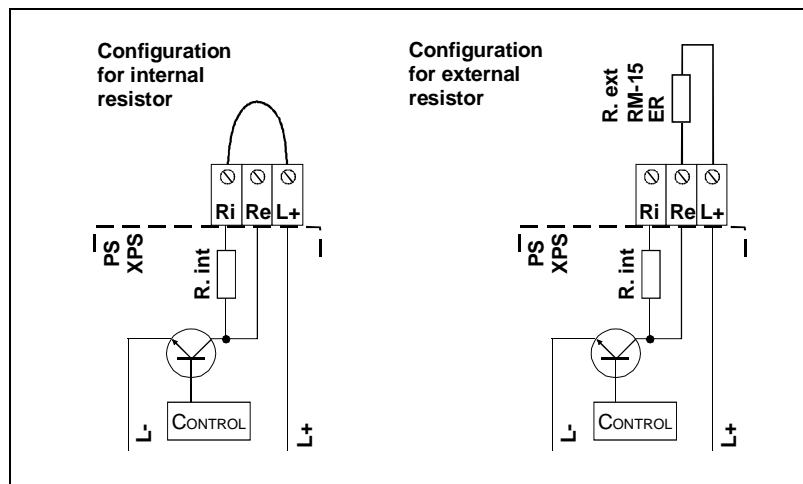 Configuration
for internal
resistor
Ri Re L+
PS
XPS
R. int
CONTROL
L-
L+
Configuration
for external
resistor
R. ext
RM-15
ER
Ri Re L+
PS
XPS
R. int
CONTROL
L-
L+